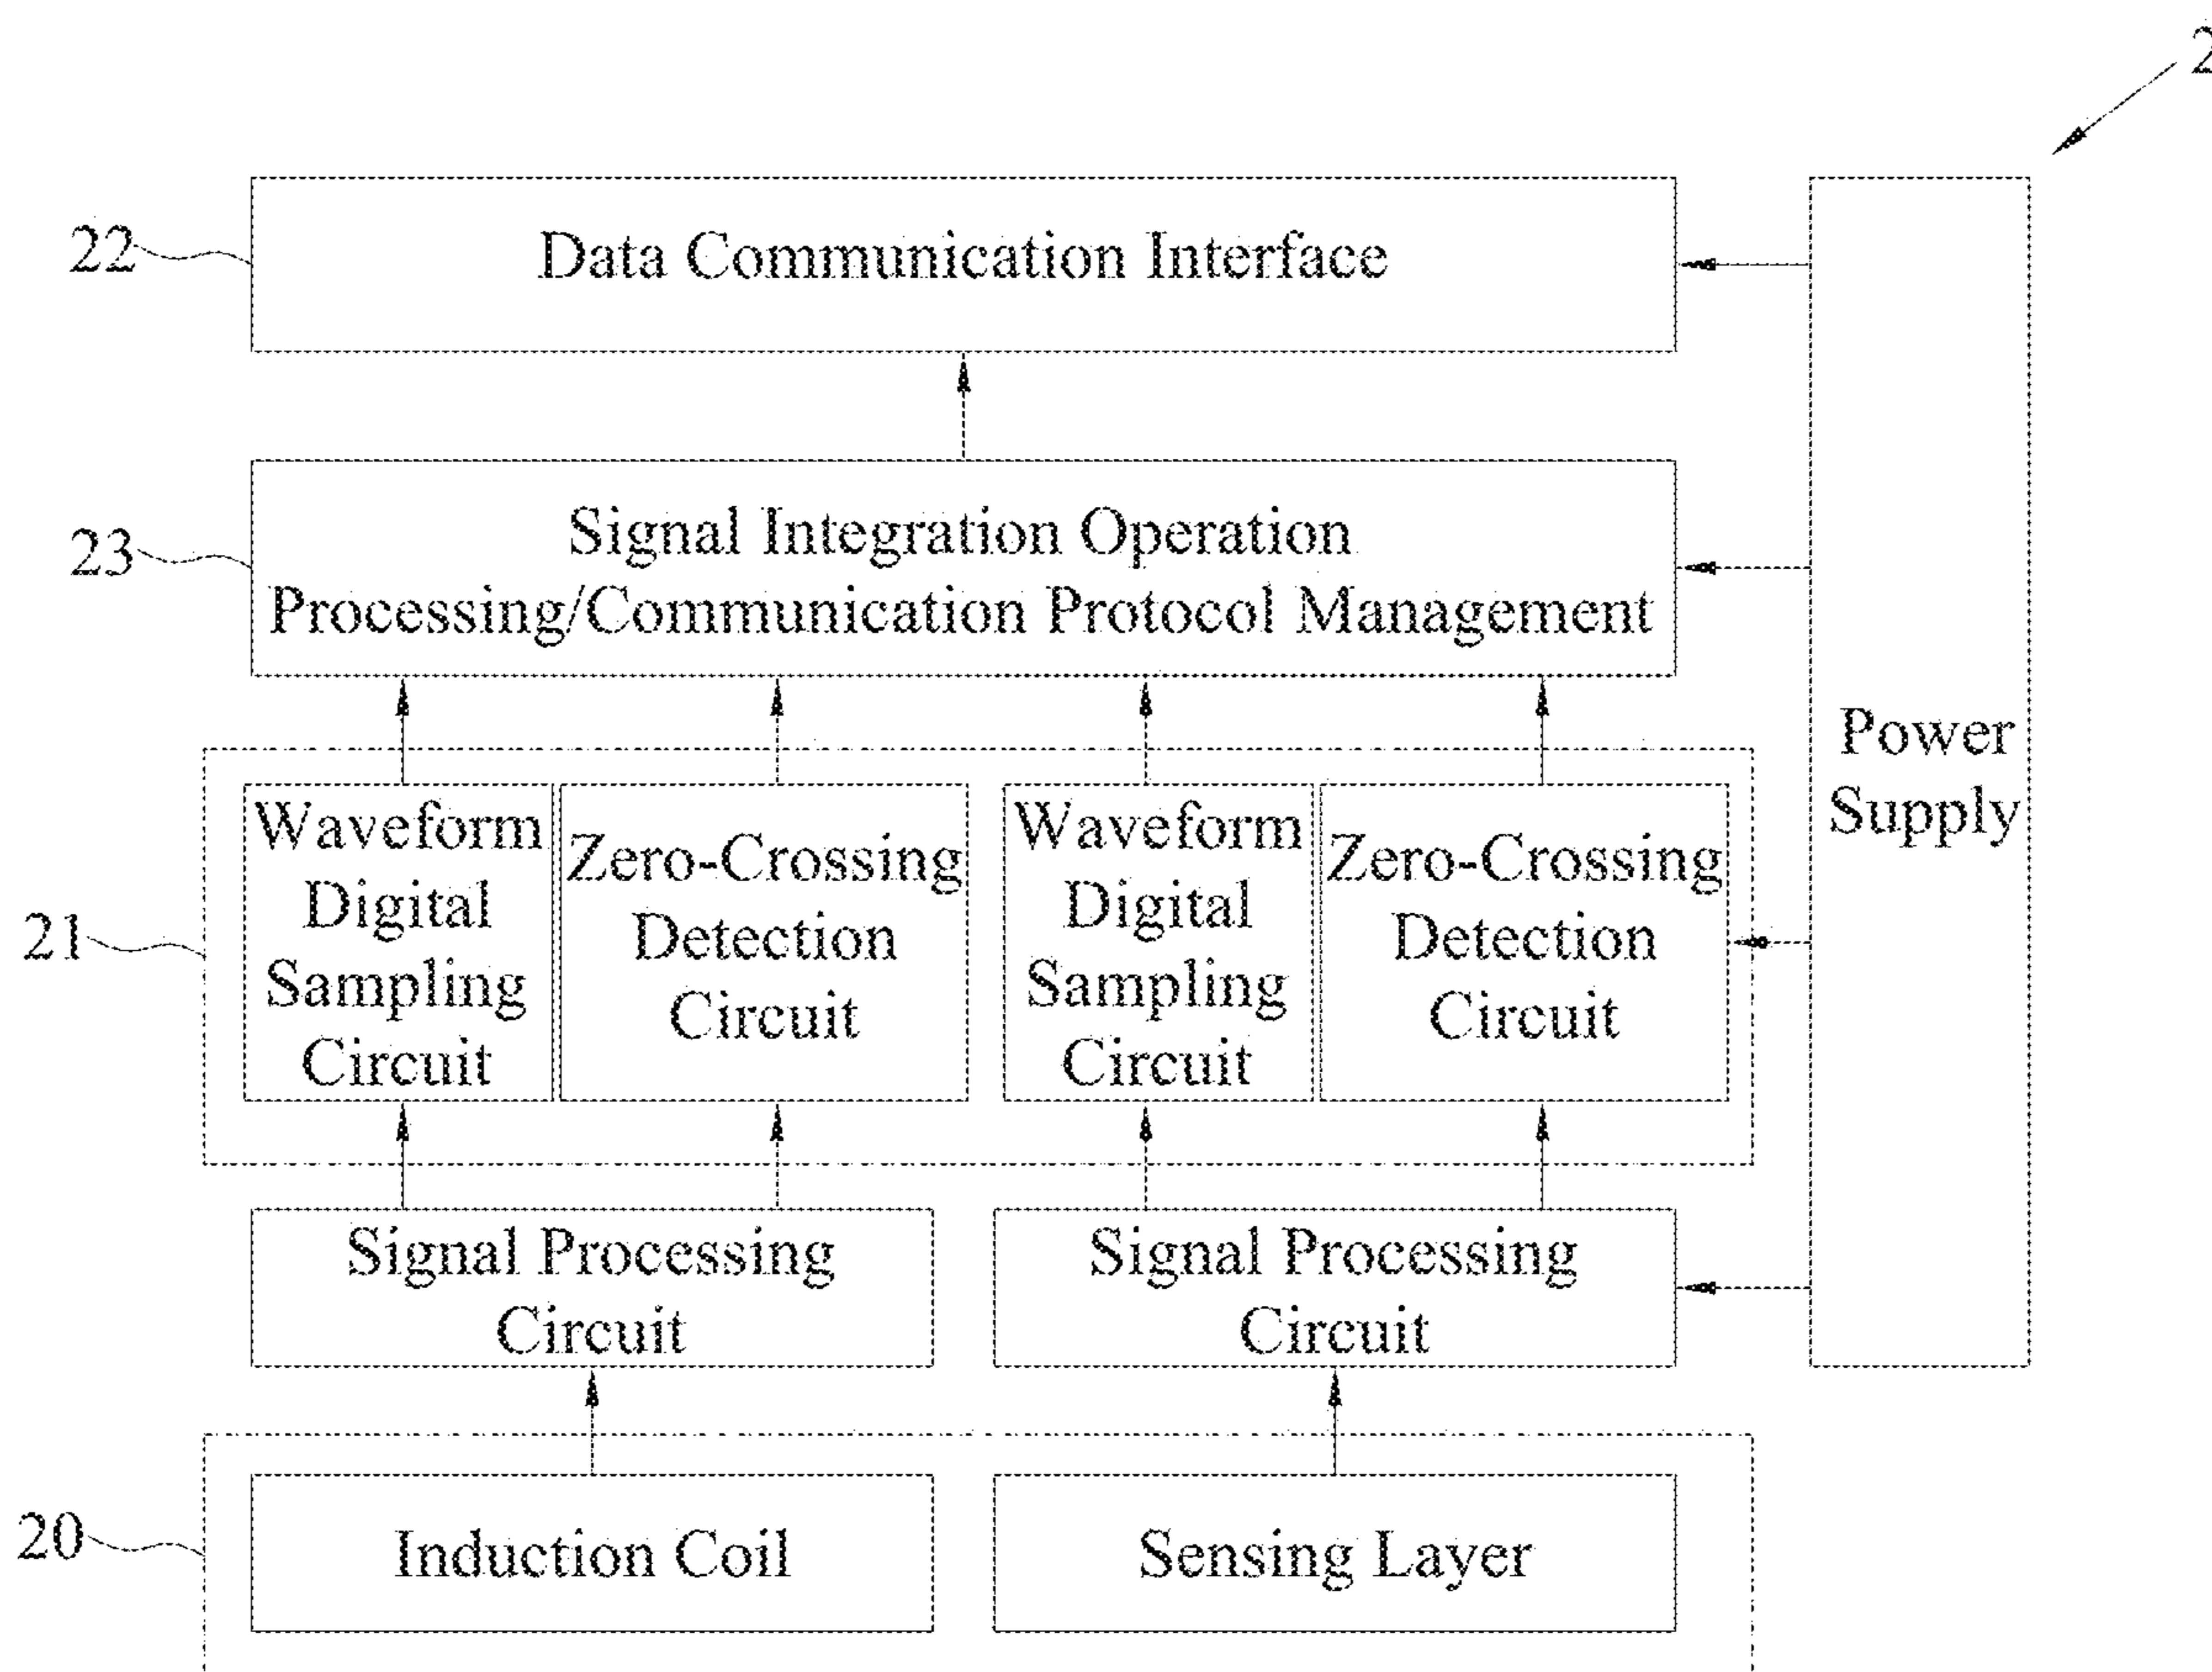 2
22
Data Communication Interface
23
Signal Integration Operation
Processing/Communication Protocol Management
Power
Supply
21
Waveform
Digital
Sampling
Circuit
Zero-Crossing
Detection
Circuit
Waveform
Digital
Sampling
Circuit
Zero-Crossing
Detection
Circuit
Signal Processing
Circuit
Signal Processing
Circuit
20
Induction Coil
Sensing Layer